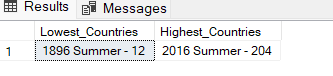 Results Messages
Lowest_Countries Highest_Countries
1 1896 Summer - 12 2016 Summer - 204